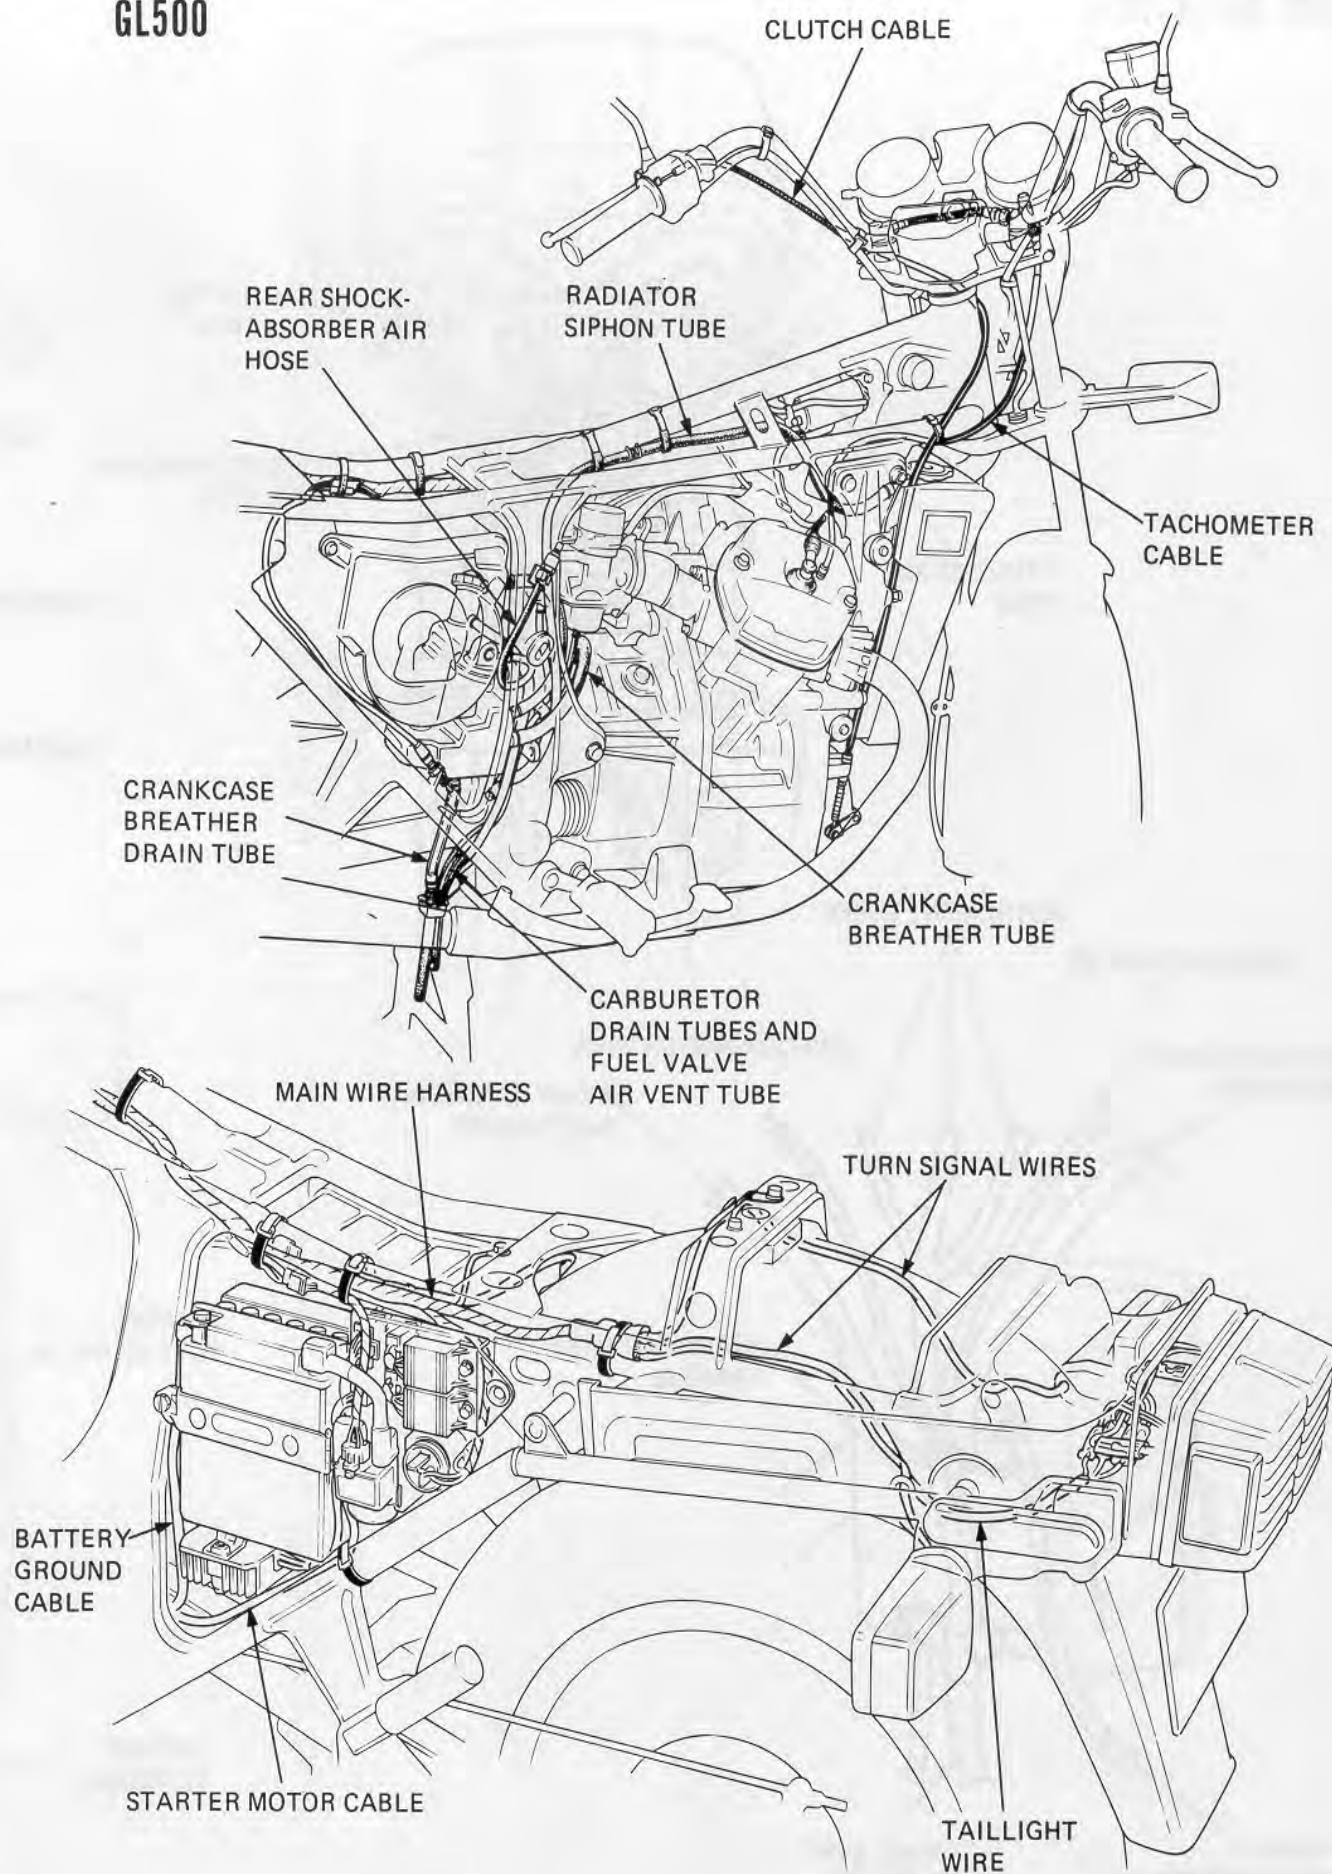 GL500
CLUTCH CABLE
REAR SHOCK-
ABSORBER AIR
HOSE
RADIATOR
SIPHON TUBE
TACHOMETER
CABLE
CRANKCASE
BREATHER
DRAIN TUBE
CRANKCASE
BREATHER TUBE
CARBURETOR
DRAIN TUBES AND
FUEL VALVE
AIR VENT TUBE
MAIN WIRE HARNESS
TURN SIGNAL WIRES
BATTERY
GROUND
CABLE
STARTER MOTOR CABLE
TAILLIGHT
WIRE